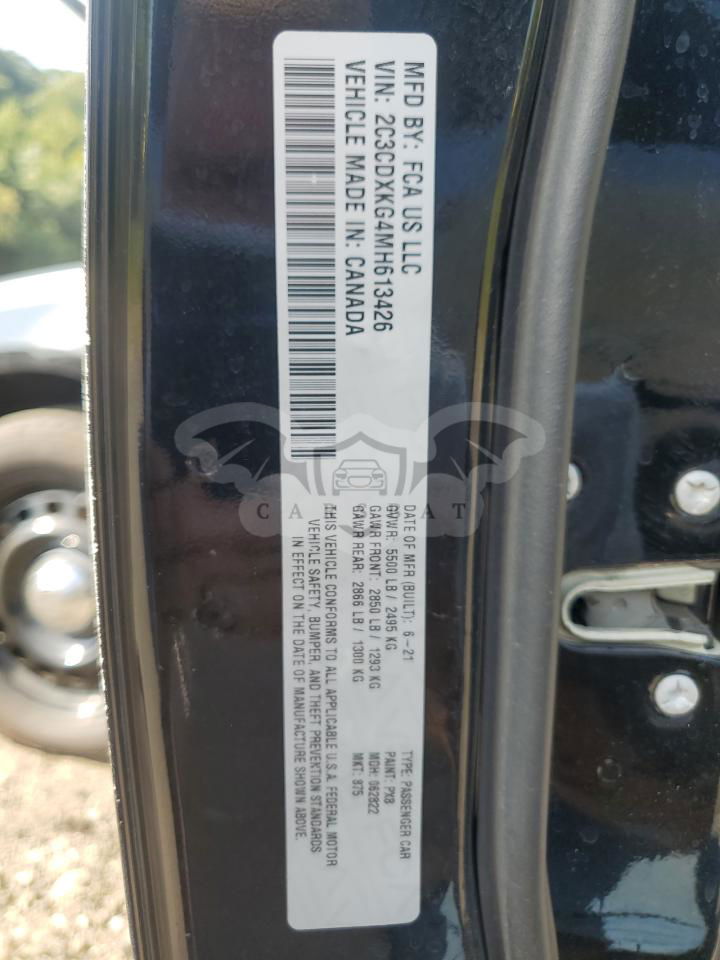 MFD BY: FCA US LLC
VIN: 2C3CDXKG4MH613426
VEHICLE MADE IN: CANADA
DATE OF MFR (BUILT): 6-21
GVWR: 5500 LB / 2495 KG
GAWR FRONT: 2850 LB / 1293 KG
GAWR REAR: 2866 LB / 1300 KG
TYPE: PASSENGER CAR
PAINT: PX8
MDH: 062822
MKT: 875
THIS VEHICLE CONFORMS TO ALL APPLICABLE U.S.A. FEDERAL MOTOR
VEHICLE SAFETY, BUMPER, AND THEFT PREVENTION STANDARDS
IN EFFECT ON THE DATE OF MANUFACTURE SHOWN ABOVE.